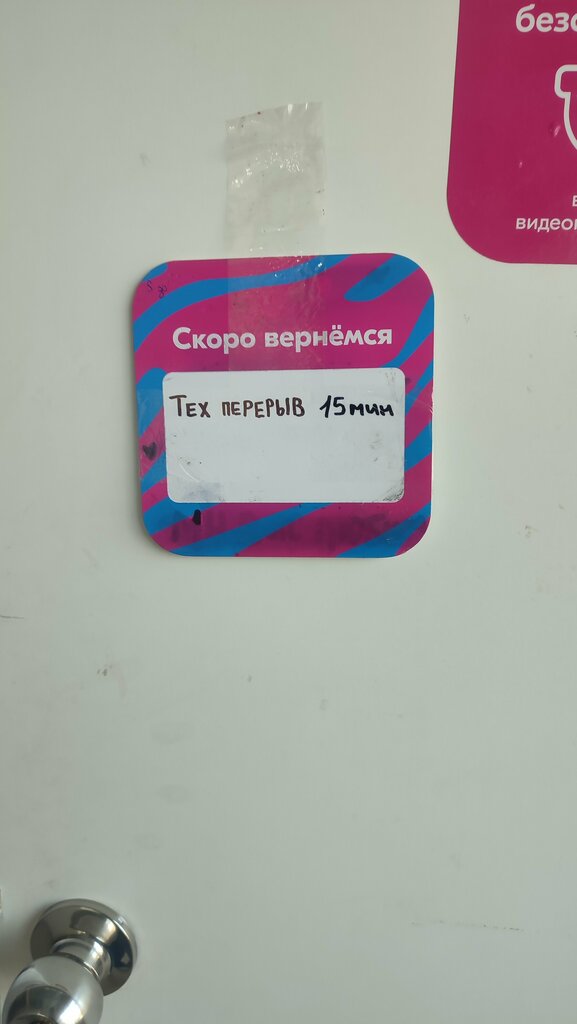 Скоро вернёмся
Тех перерыв 15 мин